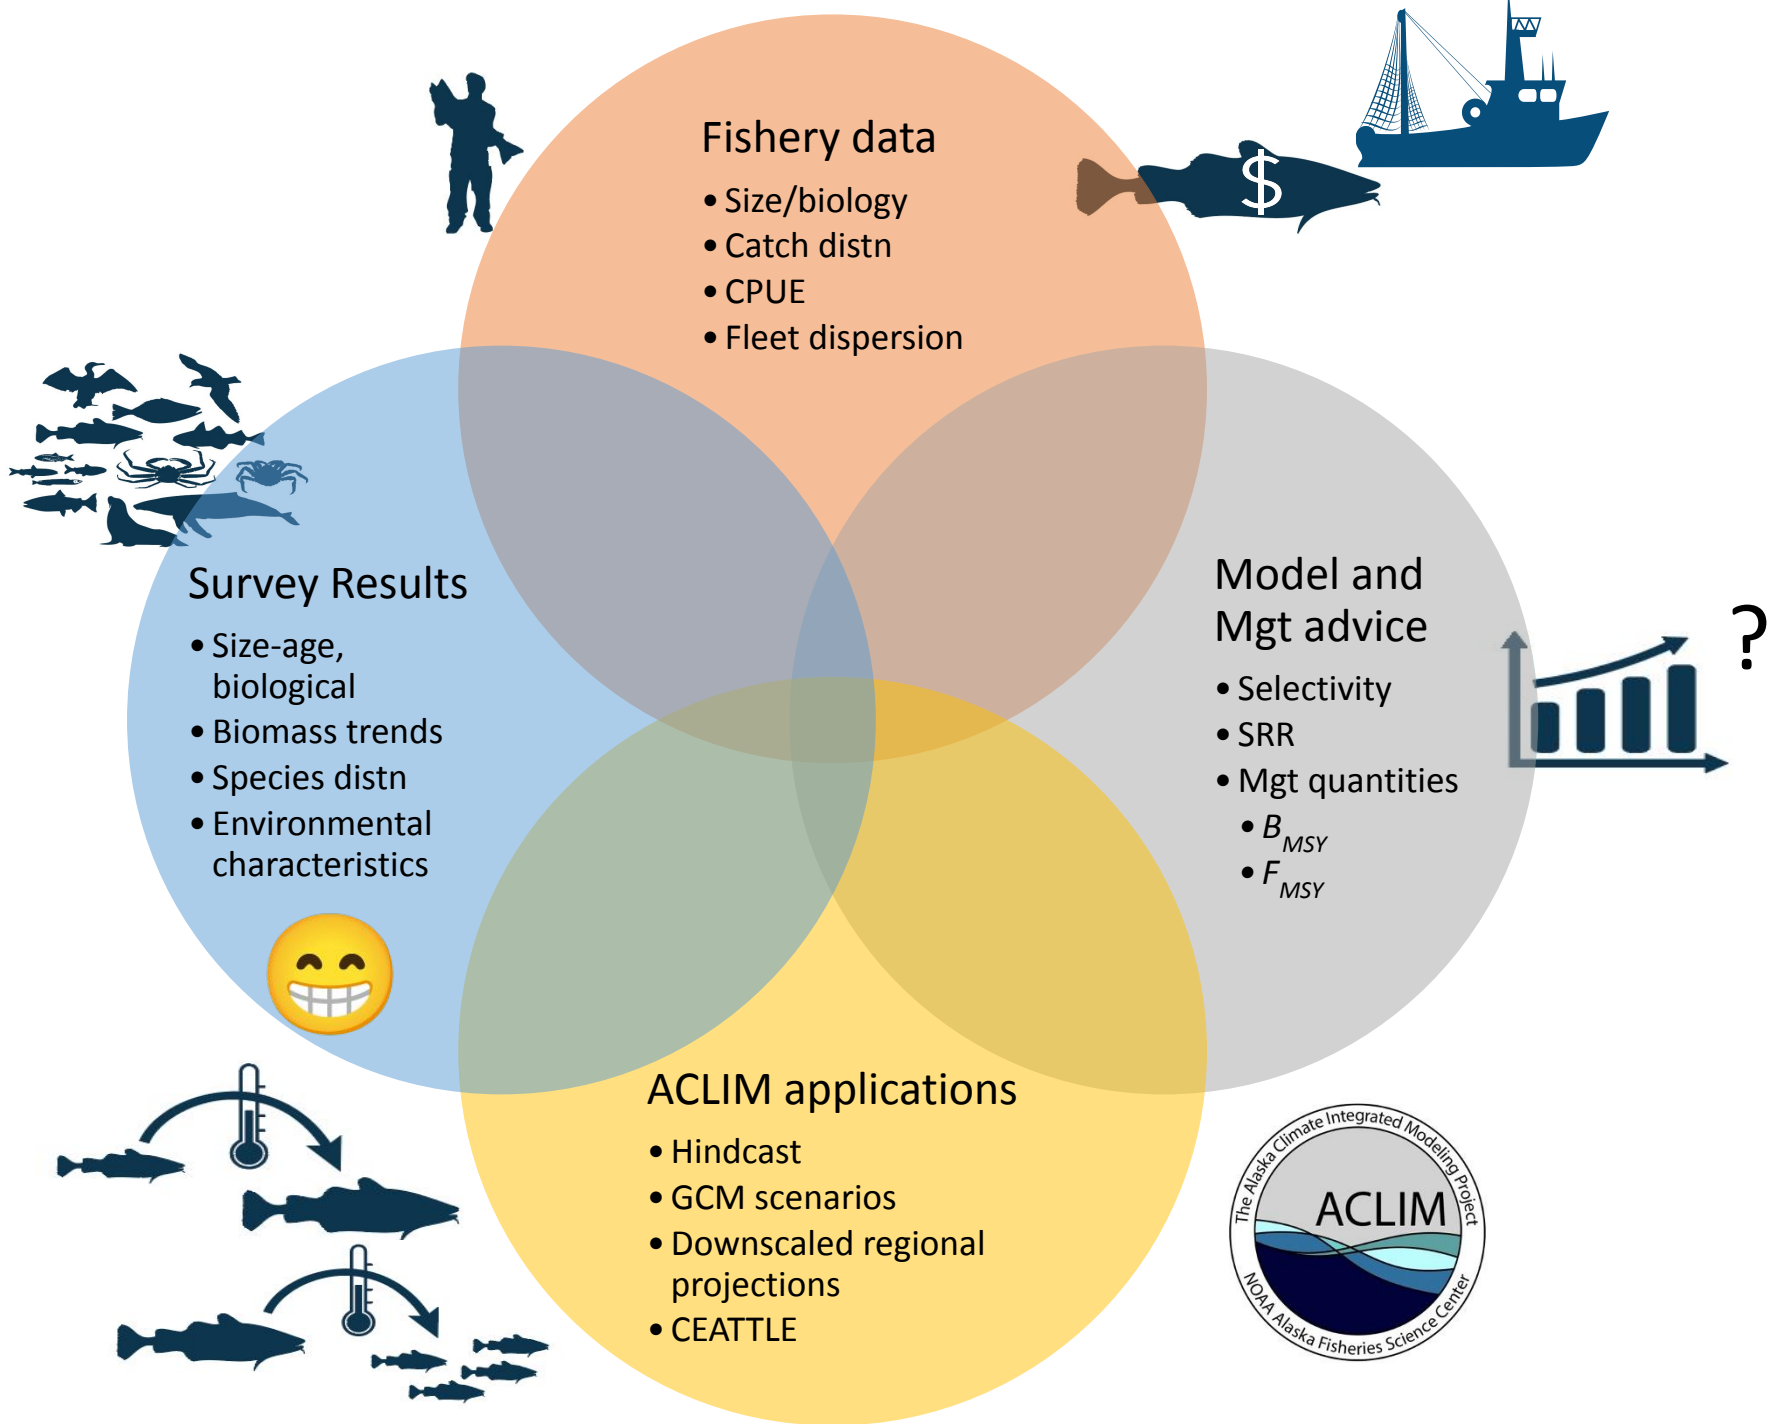 Fishery data
• Size/biology
• Catch distn
• CPUE
• Fleet dispersion
$
Survey Results
• Size-age,
biological
• Biomass trends
• Species distn
• Environmental
characteristics
Model and
Mgt advice
• Selectivity
• SRR
• Mgt quantities
• BMSY
• FMSY
?
ACLIM applications
• Hindcast
• GCM scenarios
• Downscaled regional
projections
• CEATTLE
The Alaska Climate Integrated Modeling Project
ACLIM
NOAA Alaska Fisheries Science Center